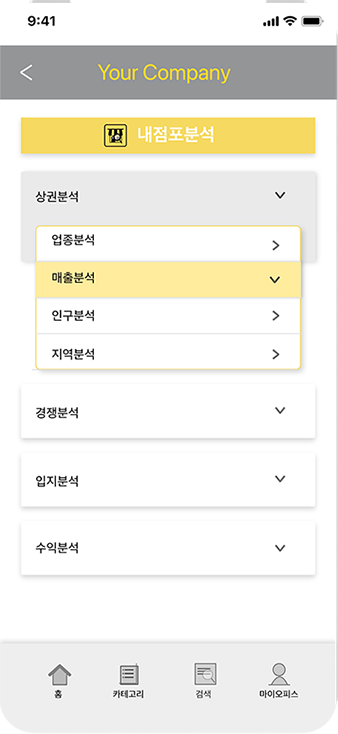 9:41
Your Company
내점포분석
상권분석
업종분석
매출분석
인구분석
지역분석
경쟁분석
입지분석
수익분석
홈 카테고리 검색 마이오피스